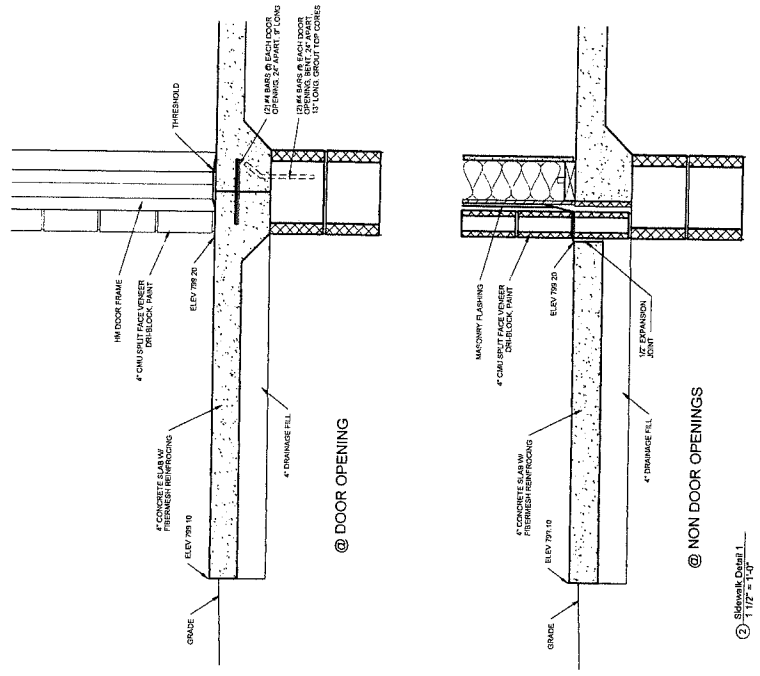 THRESHOLD
(2) #4 BARS @ EACH DOOR
OPENING, 24" APART, 9" LONG
(2) #4 BARS @ EACH DOOR
OPENING, BENT, 24" APART,
13" LONG. GROUT TOP CORES
HM DOOR FRAME
4" CMU SPLIT FACE VENEER
DRI-BLOCK, PAINT
ELEV 799.20
4" CONCRETE SLAB W/
FIBERMESH REINFROCING
ELEV 799.10
GRADE
4" DRAINAGE FILL
@ DOOR OPENING
MASONRY FLASHING
4" CMU SPLIT FACE VENEER
DRI-BLOCK, PAINT
ELEV 799.20
1/2" EXPANSION
JOINT
4" CONCRETE SLAB W/
FIBERMESH REINFROCING
ELEV 799.10
GRADE
4" DRAINAGE FILL
@ NON DOOR OPENINGS
2
Sidewalk Detail 1
1 1/2" = 1'-0"